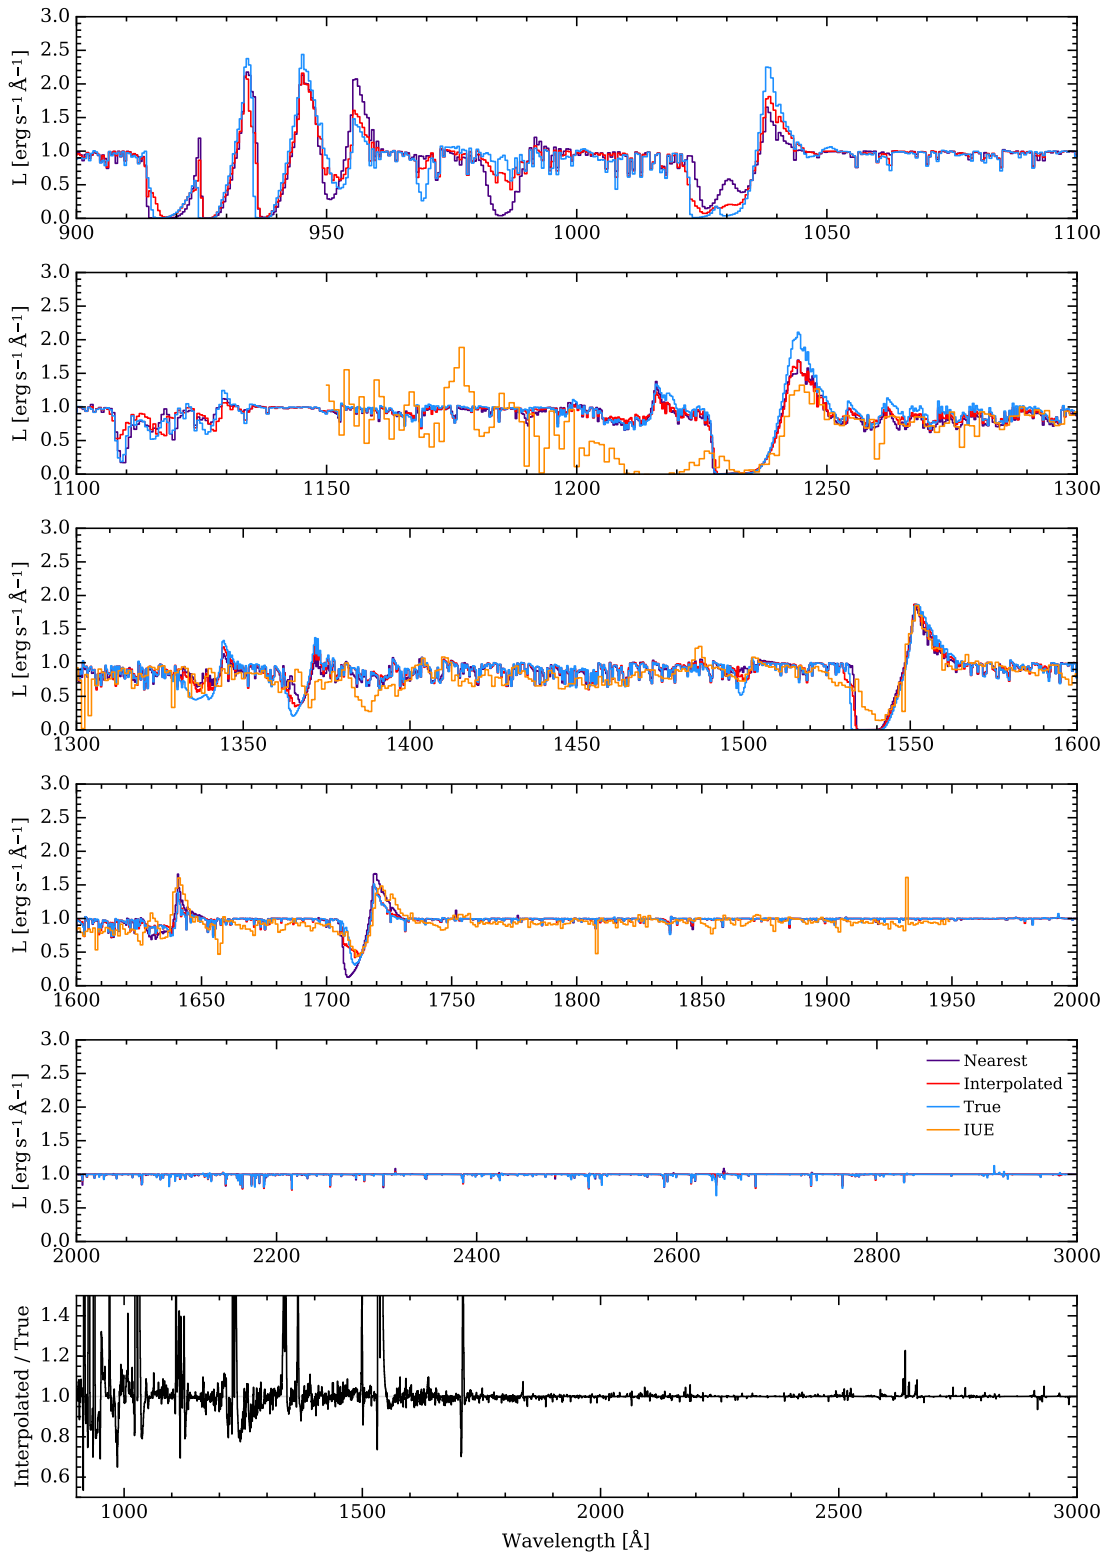 3.0
2.5
2.0
1.5
1.0
0.5
0.0
L [erg s⁻¹ Å⁻¹]
900 950 1000 1050 1100
3.0
2.5
2.0
1.5
1.0
0.5
0.0
L [erg s⁻¹ Å⁻¹]
1100 1150 1200 1250 1300
3.0
2.5
2.0
1.5
1.0
0.5
0.0
L [erg s⁻¹ Å⁻¹]
1300 1350 1400 1450 1500 1550 1600
3.0
2.5
2.0
1.5
1.0
0.5
0.0
L [erg s⁻¹ Å⁻¹]
1600 1650 1700 1750 1800 1850 1900 1950 2000
3.0
2.5
2.0
1.5
1.0
0.5
0.0
L [erg s⁻¹ Å⁻¹]
Nearest
Interpolated
True
IUE
2000 2200 2400 2600 2800 3000
1.4
1.2
1.0
0.8
0.6
Interpolated / True
1000 1500 2000 2500 3000
Wavelength [Å]